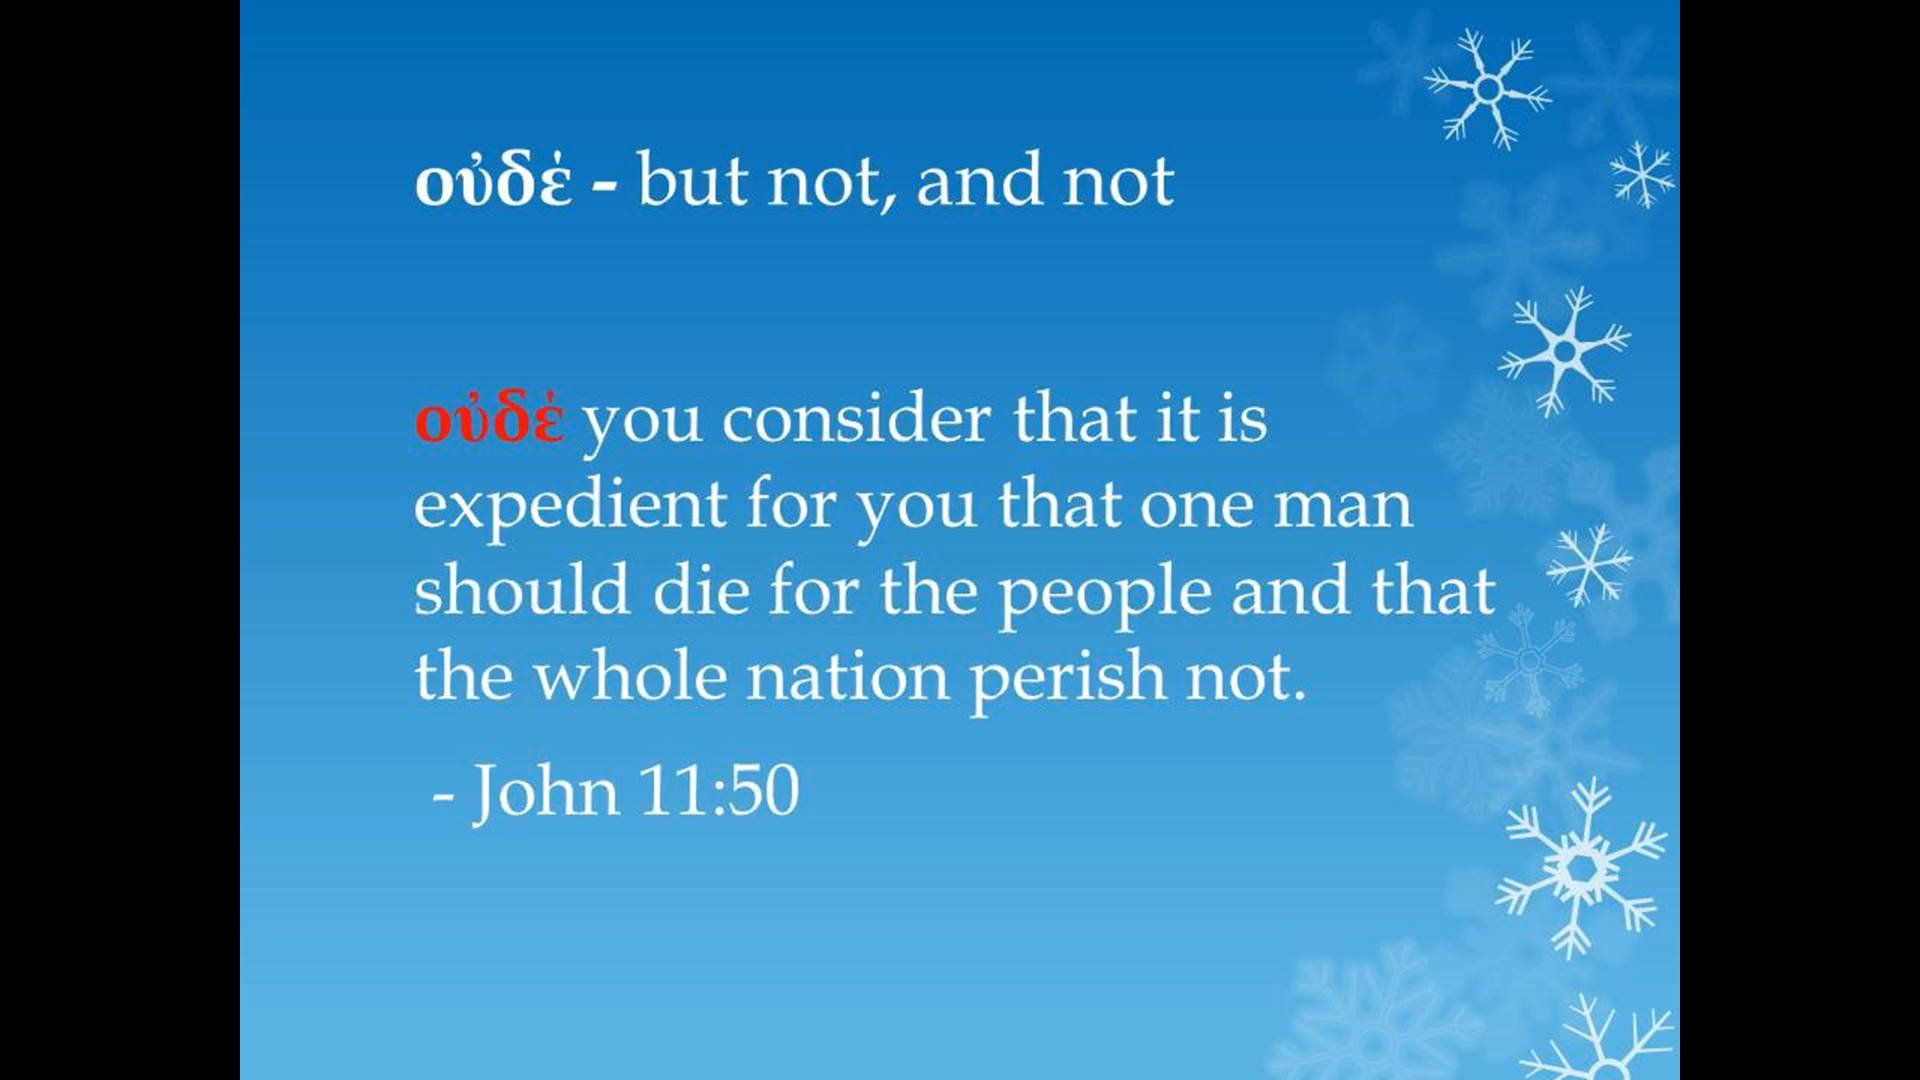 οὐδέ - but not, and not
οὐδέ you consider that it is
expedient for you that one man
should die for the people and that
the whole nation perish not.
- John 11:50